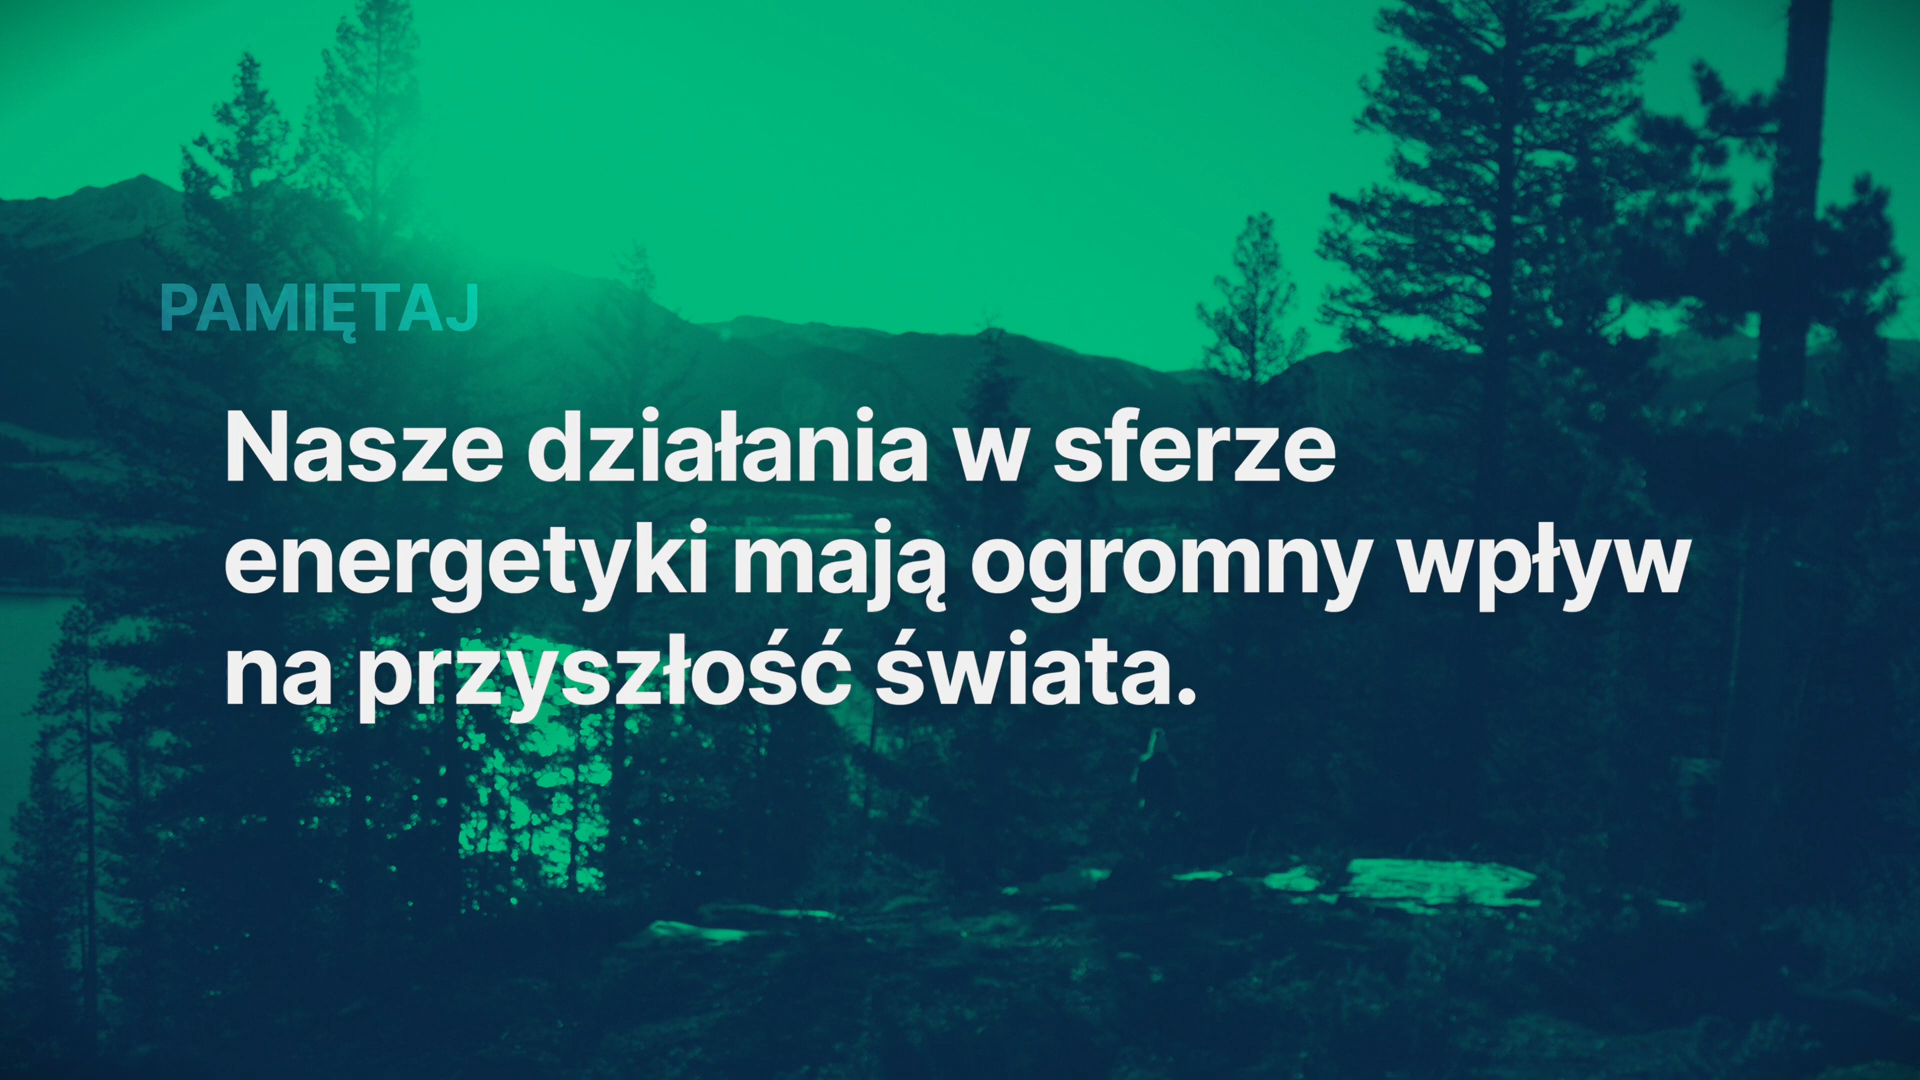 PAMIĘTAJ
Nasze działania w sferze
energetyki mają ogromny wpływ
na przyszłość świata.